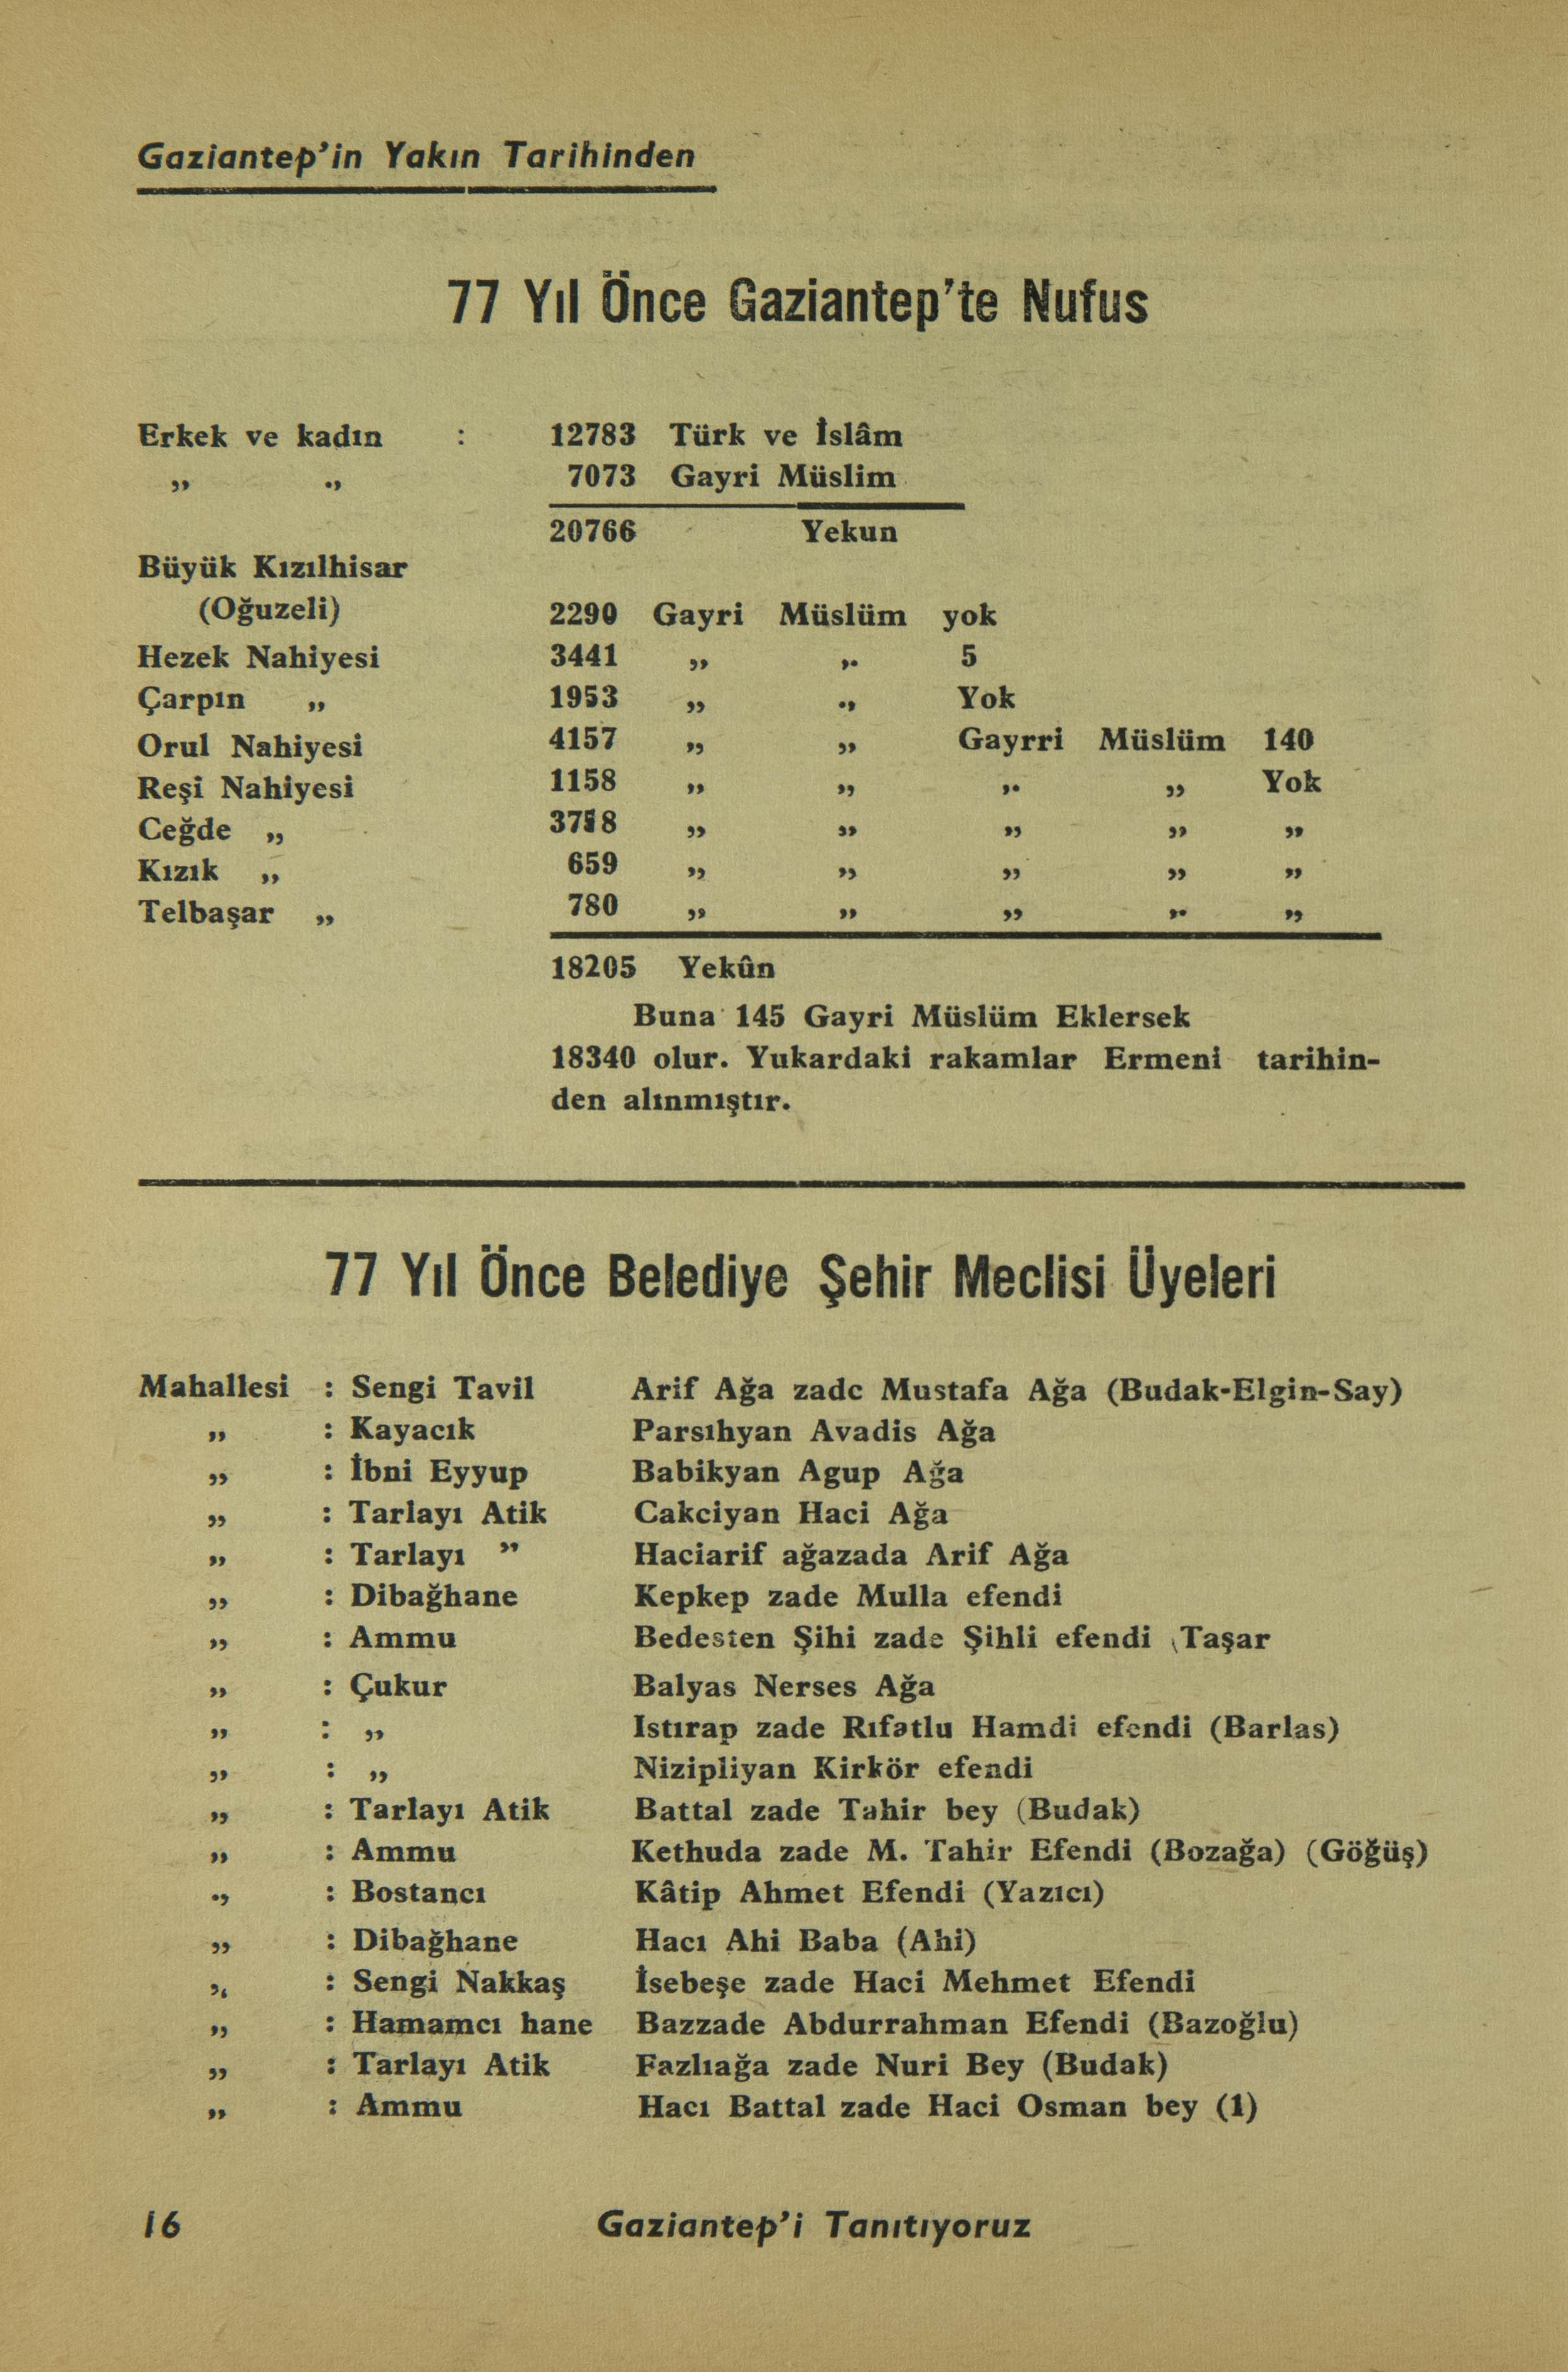 Gaziantep'in Yakın Tarihinden
77 Yıl Önce Gaziantep'te Nufus
Erkek ve kadın : 12783 Türk ve İslâm
„ „ 7073 Gayri Müslim
20766 Yekun
Büyük Kızılhisar
(Oğuzeli) 2290 Gayri Müslüm yok
Hezek Nahiyesi 3441 „ „ 5
Çarpın „ 1953 „ „ Yok
Orul Nahiyesi 4157 „ „ Gayrri Müslüm 140
Reşi Nahiyesi 1158 „ „ „ „ Yok
Ceğde „ „ „ „ „ „
Kızık „ 659 „ „ „ „ „
Telbaşar „ 780 „ „ „ „ „
18205 Yekûn
Buna 145 Gayri Müslüm Eklersek
18340 olur. Yukardaki rakamlar Ermeni tarihin-
den alınmıştır.
77 Yıl Önce Belediye Şehir Meclisi Üyeleri
Mahallesi : Sengi Tavil Arif Ağa zade Mustafa Ağa (Budak-Elgin-Say)
„ : Kayacık Parsıhyan Avadis Ağa
„ : İbni Eyyup Babikyan Agup Ağa
„ : Tarlayı Atik Cakciyan Haci Ağa
„ : Tarlayı ” Haciarif ağazada Arif Ağa
„ : Dibağhane Kepkep zade Mulla efendi
„ : Ammu Bedesten Şihi zade Şihli efendi (Taşar
„ : Çukur Balyas Nerses Ağa
„ : „ Istırap zade Rıfatlu Hamdi efendi (Barlas)
„ : „ Nizipliyan Kirkör efendi
„ : Tarlayı Atik Battal zade Tahir bey (Budak)
„ : Ammu Kethuda zade M. Tahir Efendi (Bozağa) (Göğüş)
„ : Bostancı Kâtip Ahmet Efendi (Yazıcı)
„ : Dibağhane Hacı Ahi Baba (Ahi)
„ : Sengi Nakkaş İsebeşe zade Haci Mehmet Efendi
„ : Hamamcı hane Bazzade Abdurrahman Efendi (Bazoğlu)
„ : Tarlayı Atik Fazlıağa zade Nuri Bey (Budak)
„ : Ammu Hacı Battal zade Haci Osman bey (1)
16 Gaziantep'i Tanıtıyoruz